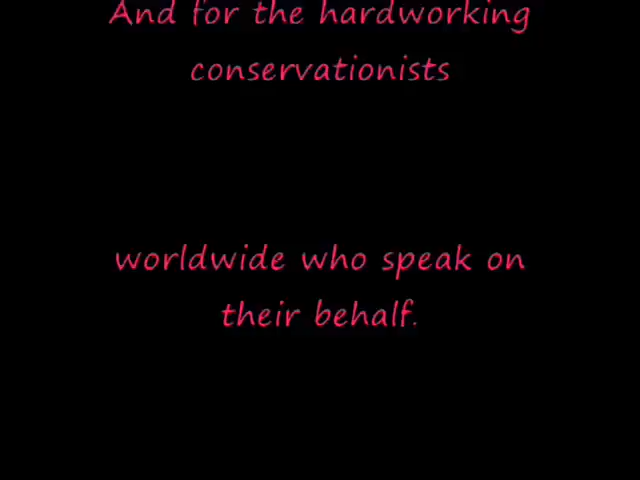 And for the hardworking
conservationists
worldwide who speak on
their behalf.